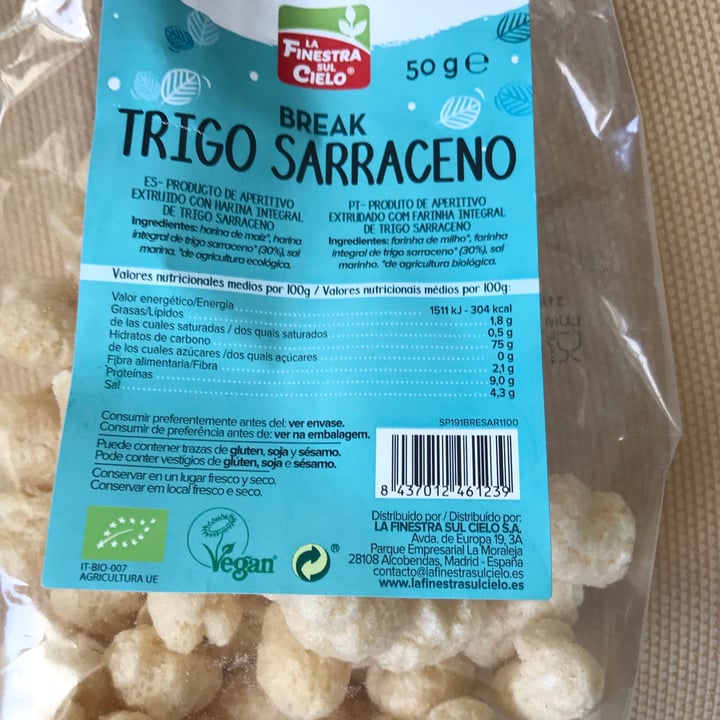 LA
FINESTRA
SUL
CIELO®
50 g e
BREAK
TRIGO SARRACENO
ES- PRODUCTO DE APERITIVO
EXTRUIDO CON HARINA INTEGRAL
DE TRIGO SARRACENO
Ingredientes: harina de maíz*, harina
integral de trigo sarraceno* (30%), sal
marina. *de agricultura ecológica.
PT- PRODUTO DE APERITIVO
EXTRUDADO COM FARINHA INTEGRAL
DE TRIGO SARRACENO
Ingredientes: farinha de milho*, farinha
integral de trigo sarraceno* (30%), sal
marinho. *de agricultura biológica.
Valores nutricionales medios por 100g / Valores nutricionais médios por 100g:
Valor energético/Energia 1511 kJ - 304 kcal
Grasas/Lípidos 1,8 g
de las cuales saturadas / dos quais saturados 0,5 g
Hidratos de carbono 75 g
de los cuales azúcares /dos quais açúcares 0 g
Fibra alimentaria/Fibra 2,1 g
Proteínas 9,0 g
Sal 4,3 g
Consumir preferentemente antes del: ver envase.
Consumir de preferência antes de: ver na embalagem.
Puede contener trazas de gluten, soja y sésamo.
Pode conter vestígios de glúten, soja e sésamo.
Conservar en un lugar fresco y seco.
Conservar em local fresco e seco.
SP191BRESAR1100
8 437012 461239
IT-BIO-007
AGRICULTURA UE
Vegan
®
Distribuido por / Distribuído por:
LA FINESTRA SUL CIELO S.A.
Avda. de Europa 19, 3A
Parque Empresarial La Moraleja
28108 Alcobendas, Madrid - España
contacto@lafinestrasulcielo.es
www.lafinestrasulcielo.es